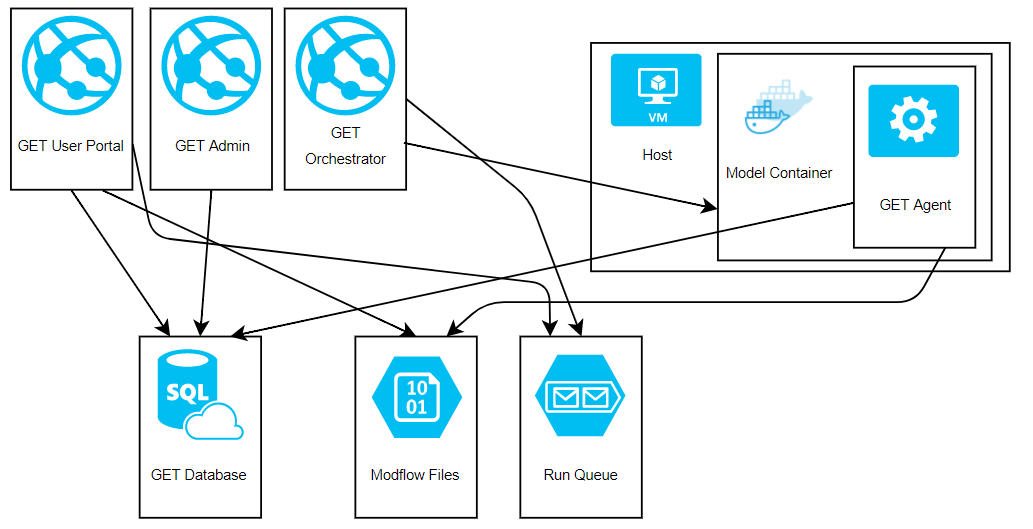 GET User Portal
GET Admin
GET
Orchestrator
VM
Host
Model Container
GET Agent
SQL
GET Database
10
01
Modflow Files
Run Queue